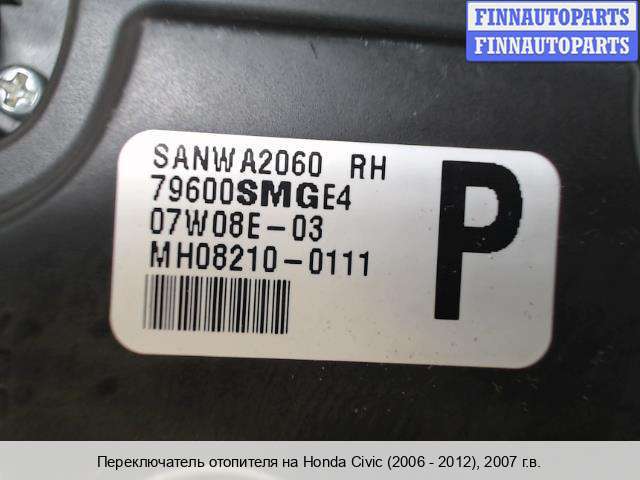 FINNAUTOPARTS
FINNAUTOPARTS
SANWA2060 RH
79600SMGE4
07W08E-03
MH08210-0111
P
Переключатель отопителя на Honda Civic (2006 - 2012), 2007 г.в.